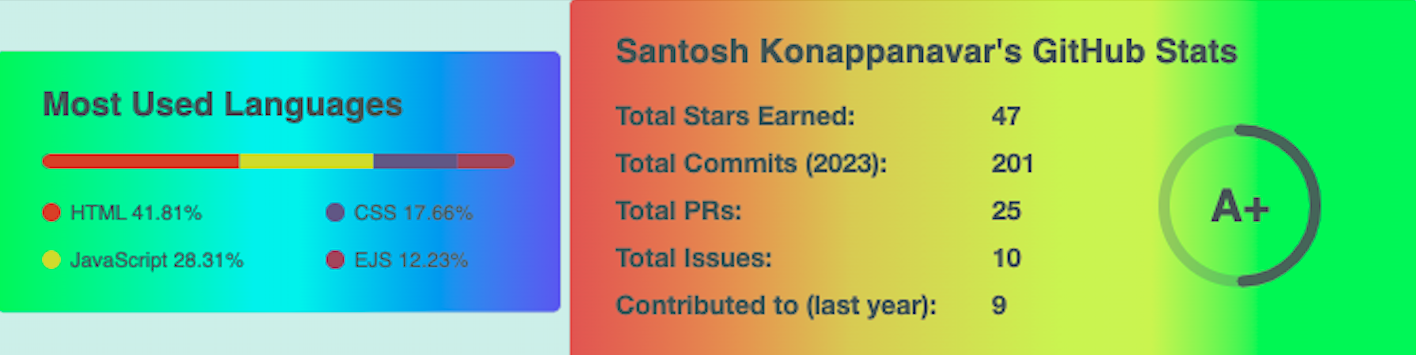 Most Used Languages
HTML 41.81%
CSS 17.66%
JavaScript 28.31%
EJS 12.23%
Santosh Konappanavar's GitHub Stats
Total Stars Earned: 47
Total Commits (2023): 201
Total PRs: 25
Total Issues: 10
Contributed to (last year): 9
A+